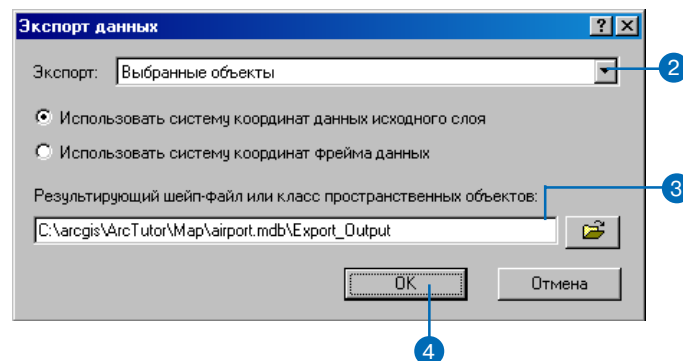 Экспорт данных
Экспорт: Выбранные объекты
2
Использовать систему координат данных исходного слоя
Использовать систему координат фрейма данных
Результирующий шейп-файл или класс пространственных объектов:
3
C:\arcgis\ArcTutor\Map\airport.mdb\Export_Output
OK
Отмена
4